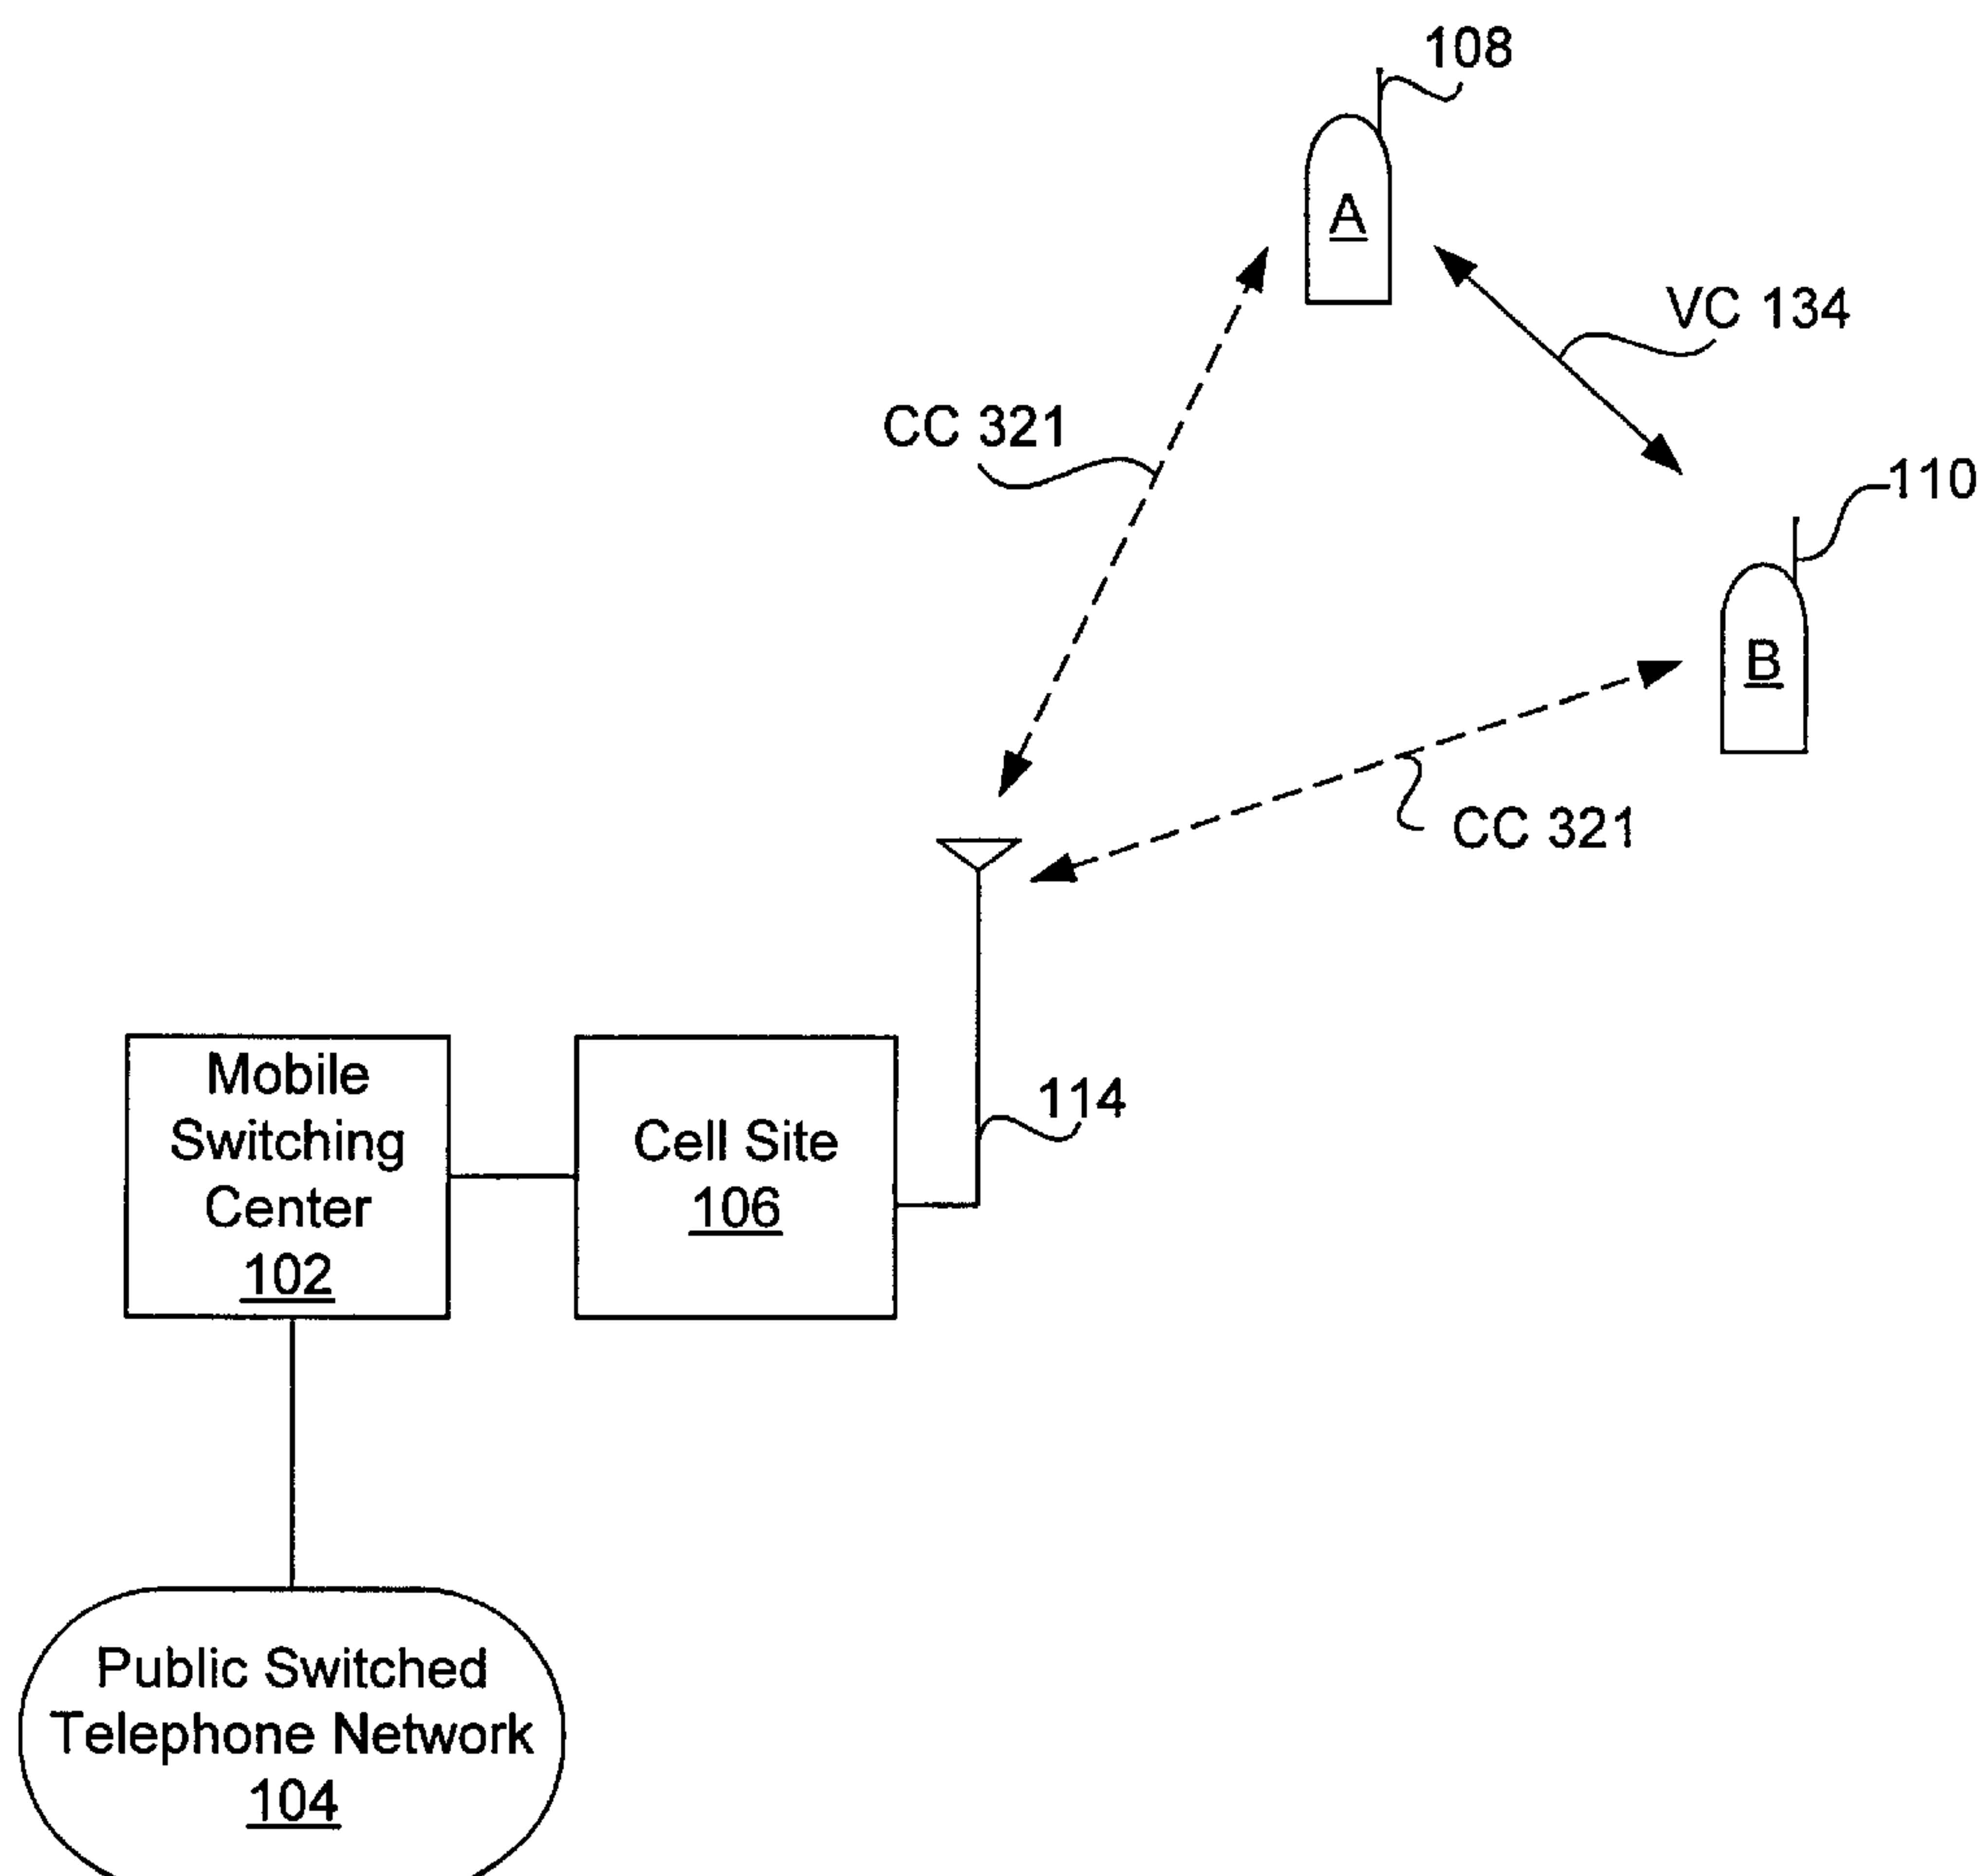 108
A
VC 134
CC 321
110
B
CC 321
114
Mobile
Switching
Center
102
Cell Site
106
Public Switched
Telephone Network
104